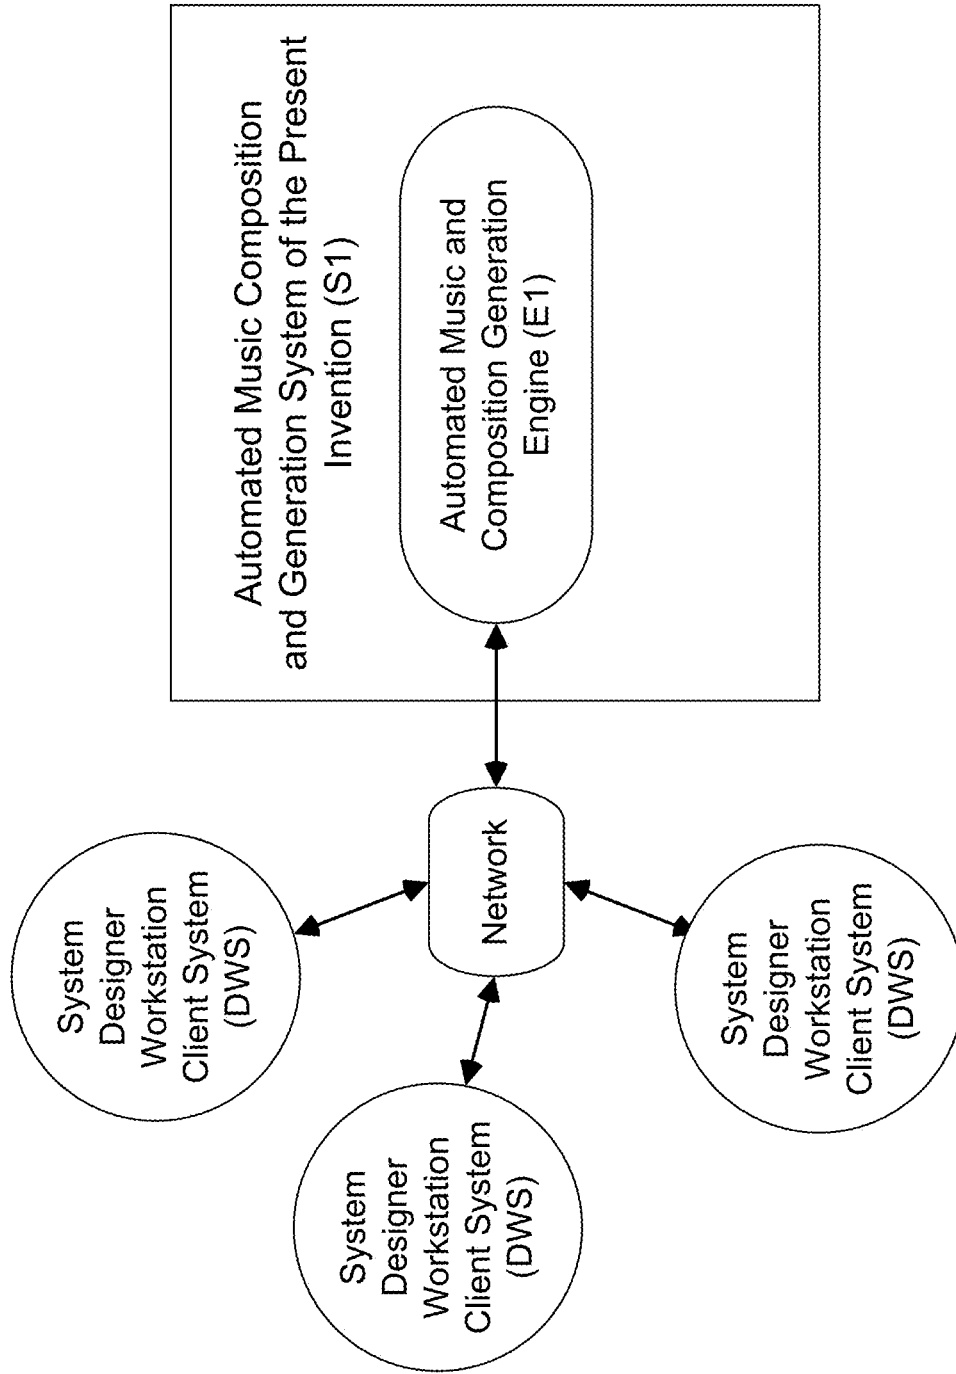 Automated Music Composition
and Generation System of the Present
Invention (S1)
Automated Music and
Composition Generation
Engine (E1)
Network
System
Designer
Workstation
Client System
(DWS)
System
Designer
Workstation
Client System
(DWS)
System
Designer
Workstation
Client System
(DWS)